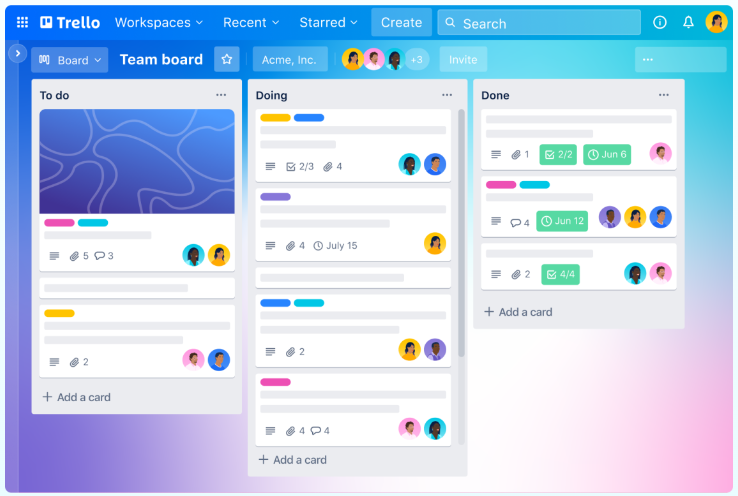 Trello Workspaces Recent Starred Create Search
Board Team board Acme, Inc. +3 Invite
To do
5 3
2
+ Add a card
Doing
2/3 4
4 July 15
2
4 4
+ Add a card
Done
1 2/2 Jun 6
4 Jun 12
2 4/4
+ Add a card